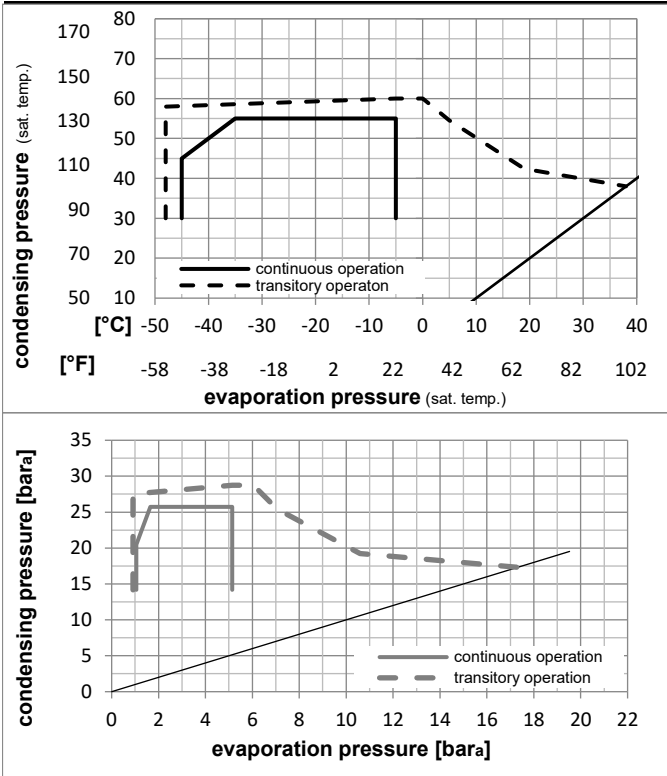 condensing pressure (sat. temp.)
170 80
150 70
60
130 50
110 40
90 30
70 20
50 10
continuous operation
transitory operaton
[°C] -50 -40 -30 -20 -10 0 10 20 30 40
[°F] -58 -38 -18 2 22 42 62 82 102
evaporation pressure (sat. temp.)
condensing pressure [bara]
35
30
25
20
15
10
5
0
continuous operation
transitory operation
0 2 4 6 8 10 12 14 16 18 20 22
evaporation pressure [bara]